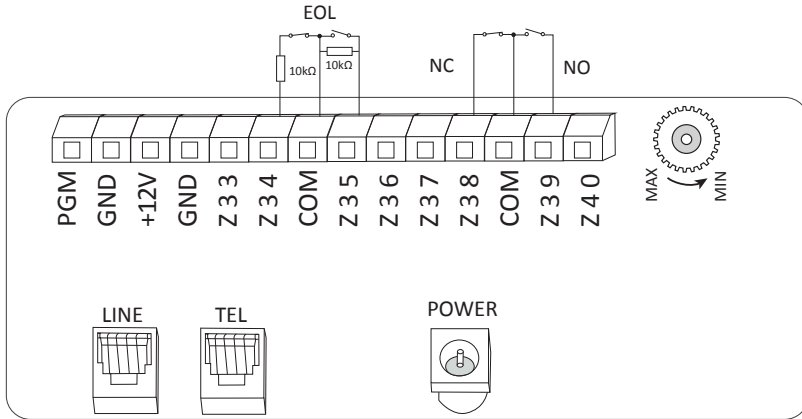 EOL
10kΩ
10kΩ
NC
NO
PGM
GND
+12V
GND
Z33
Z34
COM
Z35
Z36
Z37
Z38
COM
Z39
Z40
MAX
MIN
LINE
TEL
POWER